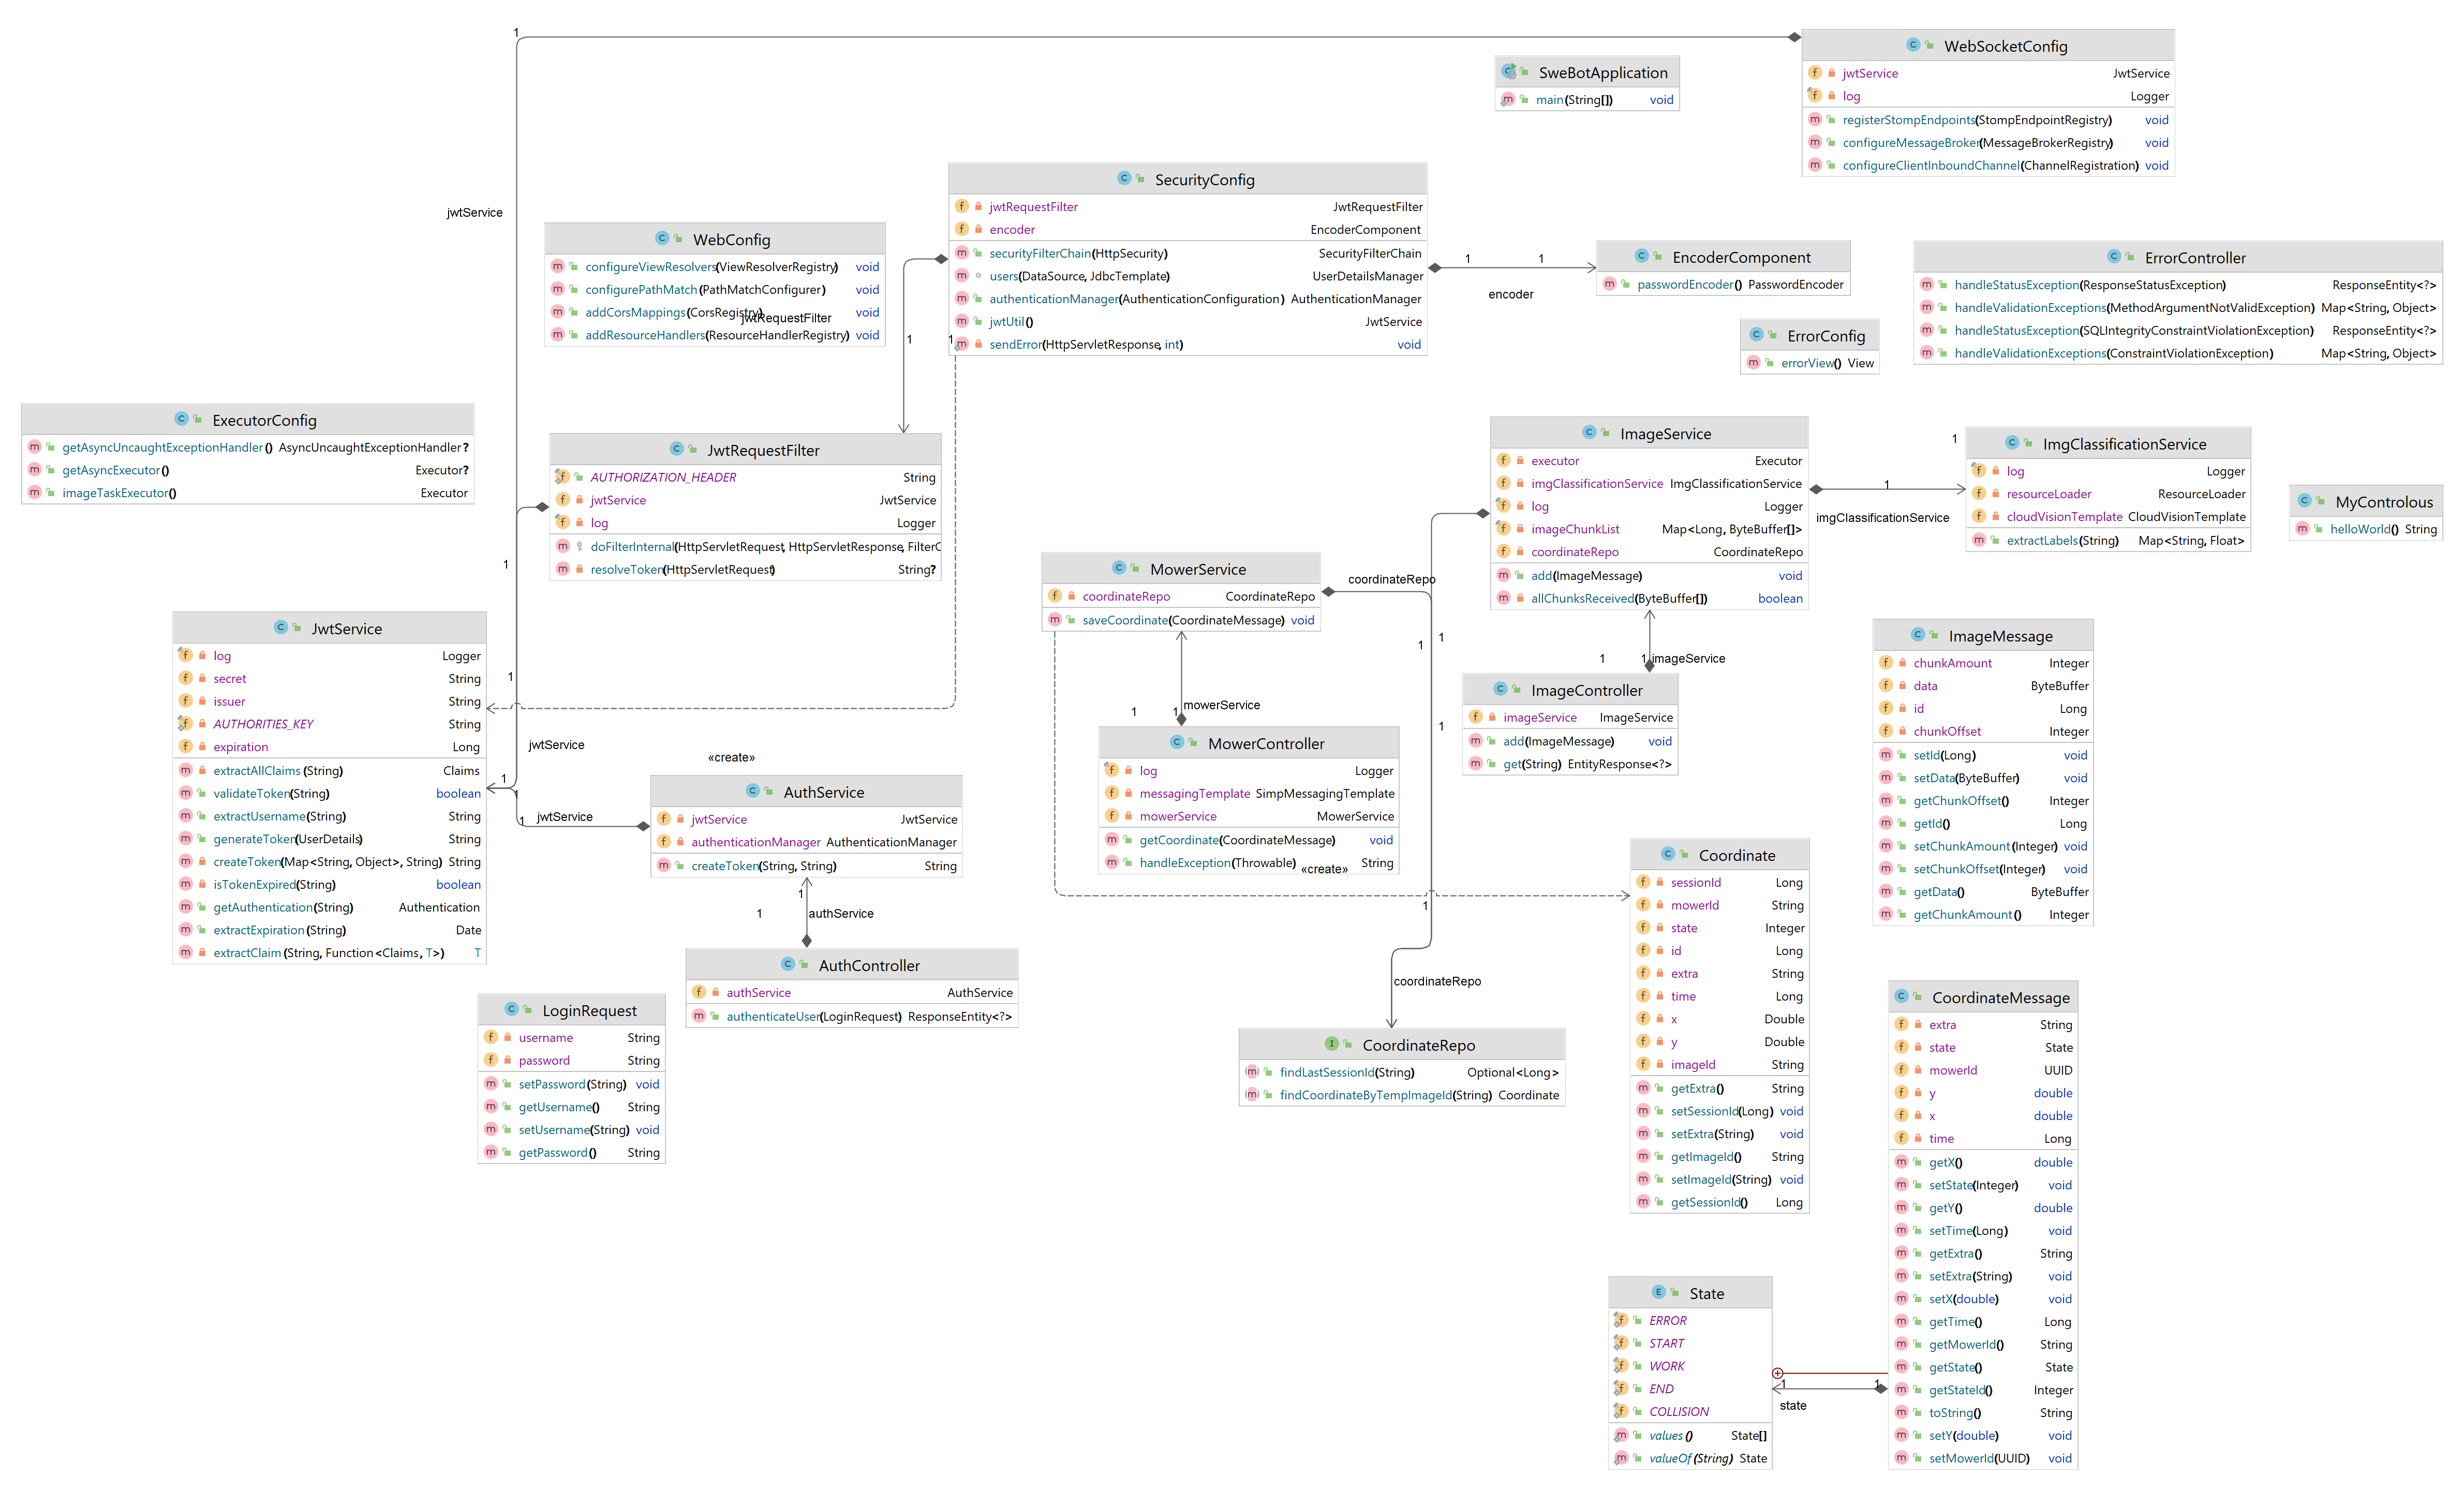 WebSocketConfig
jwtService JwtService
log Logger
registerStompEndpoints(StompEndpointRegistry) void
configureMessageBroker(MessageBrokerRegistry) void
configureClientInboundChannel(ChannelRegistration) void
SweBotApplication
main(String[]) void
SecurityConfig
jwtRequestFilter JwtRequestFilter
encoder EncoderComponent
securityFilterChain(HttpSecurity) SecurityFilterChain
users(DataSource, JdbcTemplate) UserDetailsManager
authenticationManager(AuthenticationConfiguration) AuthenticationManager
jwtUtil() JwtService
sendError(HttpServletResponse, int) void
1
jwtService
WebConfig
configureViewResolvers(ViewResolverRegistry) void
configurePathMatch(PathMatchConfigurer) void
addCorsMappings(CorsRegistry) void
addResourceHandlers(ResourceHandlerRegistry) void
jwtRequestFilter
1
1
1
1
encoder
EncoderComponent
passwordEncoder() PasswordEncoder
ErrorController
handleStatusException(ResponseStatusException) ResponseEntity<?>
handleValidationExceptions(MethodArgumentNotValidException) Map<String, Object>
handleStatusException(SQLIntegrityConstraintViolationException) ResponseEntity<?>
handleValidationExceptions(ConstraintViolationException) Map<String, Object>
ErrorConfig
errorView() View
ExecutorConfig
getAsyncUncaughtExceptionHandler() AsyncUncaughtExceptionHandler?
getAsyncExecutor() Executor?
imageTaskExecutor() Executor
JwtRequestFilter
AUTHORIZATION_HEADER String
jwtService JwtService
log Logger
doFilterInternal(HttpServletRequest, HttpServletResponse, FilterC
resolveToken(HttpServletRequest) String?
ImageService
executor Executor
imgClassificationService ImgClassificationService
log Logger
imageChunkList Map<Long, ByteBuffer[]>
coordinateRepo CoordinateRepo
add(ImageMessage) void
allChunksReceived(ByteBuffer[]) boolean
1
1
imgClassificationService
ImgClassificationService
log Logger
resourceLoader ResourceLoader
cloudVisionTemplate CloudVisionTemplate
extractLabels(String) Map<String, Float>
MyControlous
helloWorld() String
MowerService
coordinateRepo CoordinateRepo
saveCoordinate(CoordinateMessage) void
coordinateRepo
1
1
1
1
JwtService
log Logger
secret String
issuer String
AUTHORITIES_KEY String
expiration Long
extractAllClaims(String) Claims
validateToken(String) boolean
extractUsername(String) String
generateToken(UserDetails) String
createToken(Map<String, Object>, String) String
isTokenExpired(String) boolean
getAuthentication(String) Authentication
extractExpiration(String) Date
extractClaim(String, Function<Claims, T>) T
1
1
jwtService
1
1
1
jwtService
«create»
1
1
imageService
ImageController
imageService ImageService
add(ImageMessage) void
get(String) EntityResponse<?>
ImageMessage
chunkAmount Integer
data ByteBuffer
id Long
chunkOffset Integer
setId(Long) void
setData(ByteBuffer) void
getChunkOffset() Integer
getId() Long
setChunkAmount(Integer) void
setChunkOffset(Integer) void
getData() ByteBuffer
getChunkAmount() Integer
1
1
mowerService
MowerController
log Logger
messagingTemplate SimpMessagingTemplate
mowerService MowerService
getCoordinate(CoordinateMessage) void
handleException(Throwable) String
«create»
AuthService
jwtService JwtService
authenticationManager AuthenticationManager
createToken(String, String) String
1
1
authService
AuthController
authService AuthService
authenticateUser(LoginRequest) ResponseEntity<?>
LoginRequest
username String
password String
setPassword(String) void
getUsername() String
setUsername(String) void
getPassword() String
coordinateRepo
CoordinateRepo
findLastSessionId(String) Optional<Long>
findCoordinateByTempImageId(String) Coordinate
Coordinate
sessionId Long
mowerId String
state Integer
id Long
extra String
time Long
x Double
y Double
imageId String
getExtra() String
setSessionId(Long) void
setExtra(String) void
getImageId() String
setImageId(String) void
getSessionId() Long
CoordinateMessage
extra String
state State
mowerId UUID
y double
x double
time Long
getX() double
setState(Integer) void
getY() double
setTime(Long) void
getExtra() String
setExtra(String) void
setX(double) void
getTime() Long
getMowerId() String
getState() State
getStateId() Integer
toString() String
setY(double) void
setMowerId(UUID) void
State
ERROR
START
WORK
END
COLLISION
values() State[]
valueOf(String) State
1
1
state